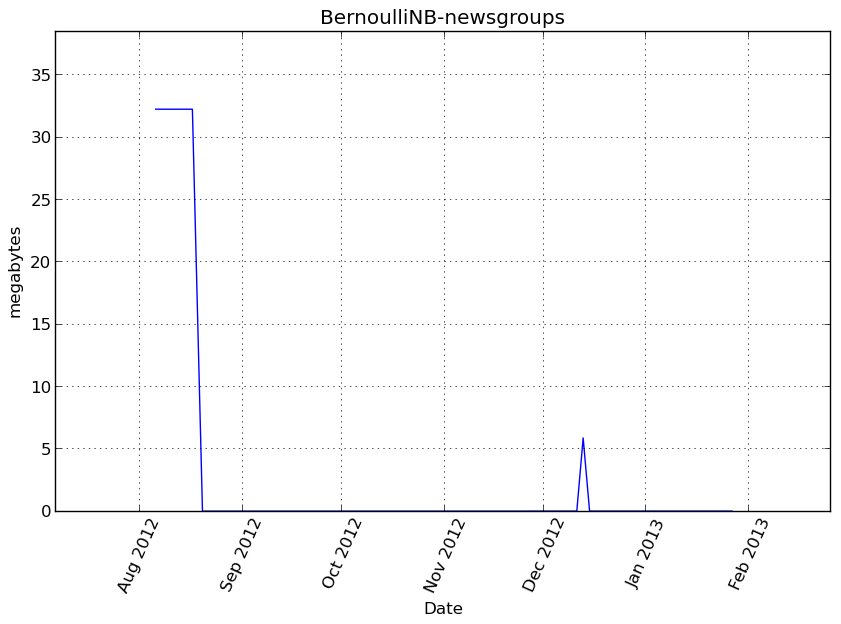 BernoulliNB-newsgroups
35
30
25
20
15
10
5
0
megabytes
Aug 2012
Sep 2012
Oct 2012
Nov 2012
Dec 2012
Jan 2013
Feb 2013
Date